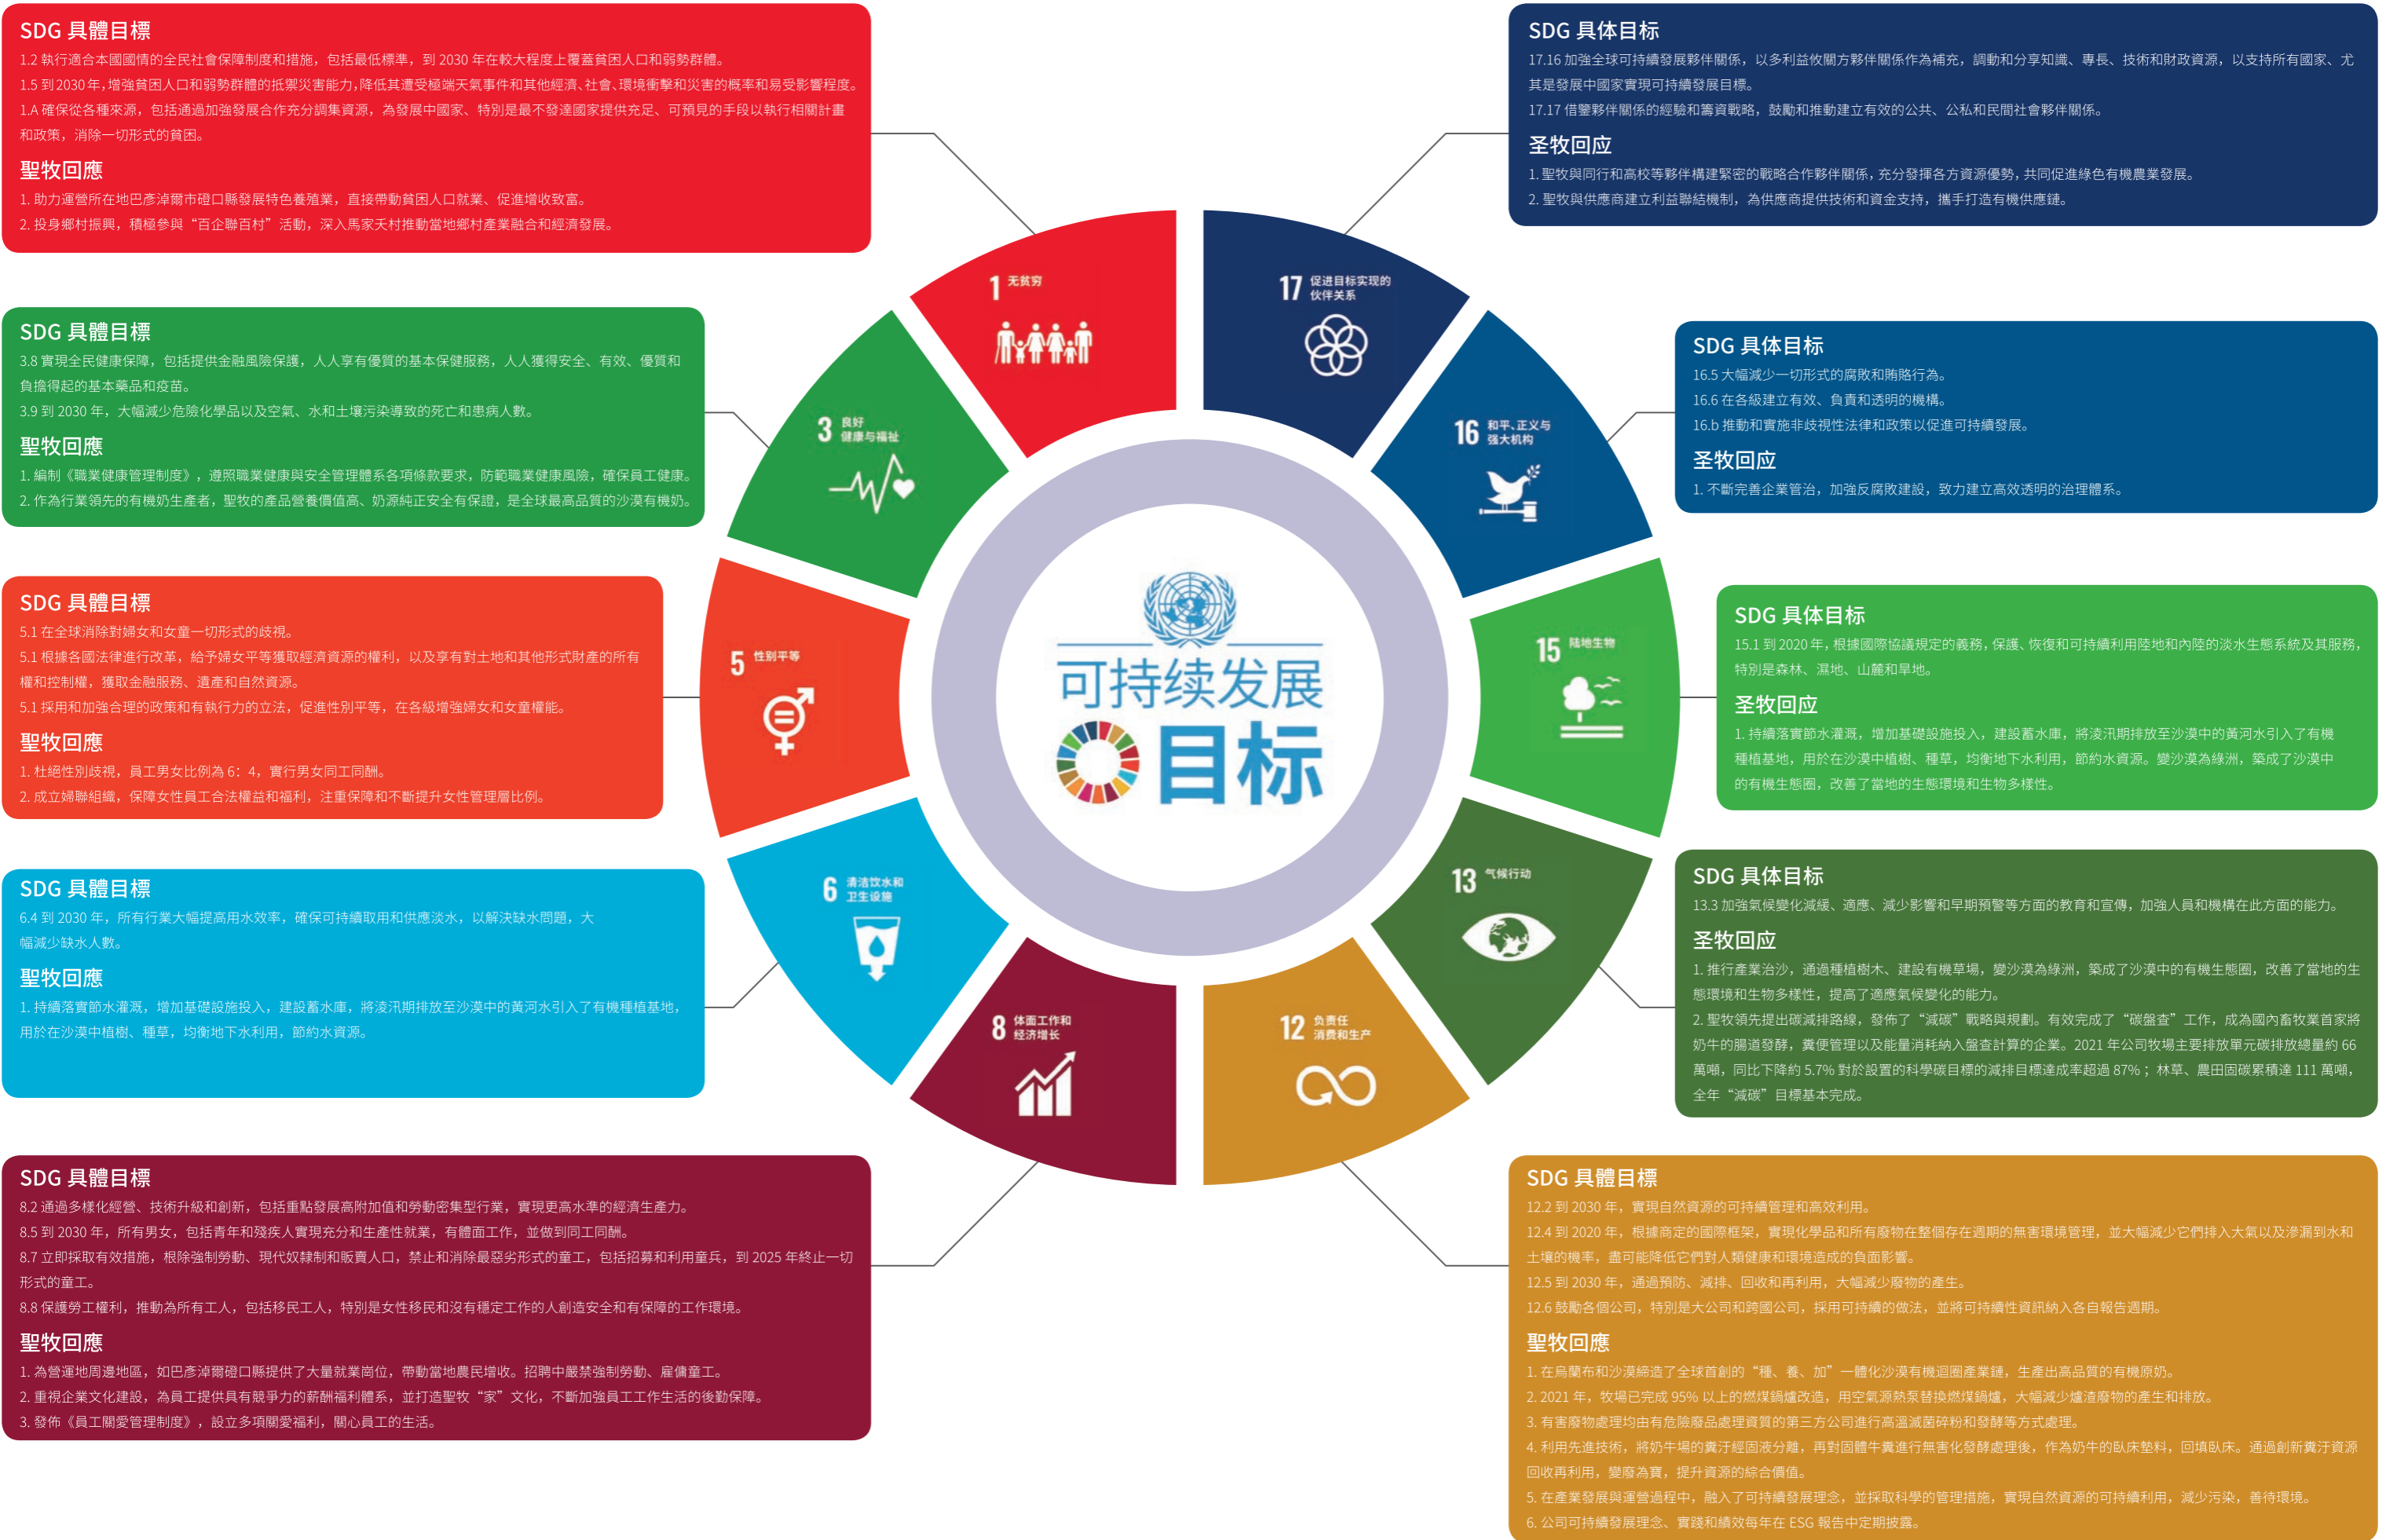 SDG 具體目標
1.2 執行適合本國國情的全民社會保障制度和措施，包括最低標準，到 2030 年在較大程度上覆蓋貧困人口和弱勢群體。
1.5 到2030年，增強貧困人口和弱勢群體的抵禦災害能力，降低其遭受極端天氣事件和其他經濟、社會、環境衝擊和災害的概率和易受影響程度。
1.A 確保從各種來源，包括通過加強發展合作充分調集資源，為發展中國家、特別是最不發達國家提供充足、可預見的手段以執行相關計畫
和政策，消除一切形式的貧困。
聖牧回應
1. 助力運營所在地巴彥淖爾市磴口縣發展特色養殖業，直接帶動貧困人口就業、促進增收致富。
2. 投身鄉村振興，積極參與“百企聯百村”活動，深入馬家夭村推動當地鄉村產業融合和經濟發展。
SDG 具體目標
3.8 實現全民健康保障，包括提供金融風險保護，人人享有優質的基本保健服務，人人獲得安全、有效、優質和
負擔得起的基本藥品和疫苗。
3.9 到 2030 年，大幅減少危險化學品以及空氣、水和土壤污染導致的死亡和患病人數。
聖牧回應
1. 編制《職業健康管理制度》，遵照職業健康與安全管理體系各項條款要求，防範職業健康風險，確保員工健康。
2. 作為行業領先的有機奶生產者，聖牧的產品營養價值高、奶源純正安全有保證，是全球最高品質的沙漠有機奶。
SDG 具體目標
5.1 在全球消除對婦女和女童一切形式的歧視。
5.1 根據各國法律進行改革，給予婦女平等獲取經濟資源的權利，以及享有對土地和其他形式財產的所有
權和控制權，獲取金融服務、遺產和自然資源。
5.1 採用和加強合理的政策和有執行力的立法，促進性別平等，在各級增強婦女和女童權能。
聖牧回應
1. 杜絕性別歧視，員工男女比例為 6：4，實行男女同工同酬。
2. 成立婦聯組織，保障女性員工合法權益和福利，注重保障和不斷提升女性管理層比例。
SDG 具體目標
6.4 到 2030 年，所有行業大幅提高用水效率，確保可持續取用和供應淡水，以解決缺水問題，大
幅減少缺水人數。
聖牧回應
1. 持續落實節水灌溉，增加基礎設施投入，建設蓄水庫，將淩汛期排放至沙漠中的黃河水引入了有機種植基地，
用於在沙漠中植樹、種草，均衡地下水利用，節約水資源。
SDG 具體目標
8.2 通過多樣化經營、技術升級和創新，包括重點發展高附加值和勞動密集型行業，實現更高水準的經濟生產力。
8.5 到 2030 年，所有男女，包括青年和殘疾人實現充分和生產性就業，有體面工作，並做到同工同酬。
8.7 立即採取有效措施，根除強制勞動、現代奴隸制和販賣人口，禁止和消除最惡劣形式的童工，包括招募和利用童兵，到 2025 年終止一切
形式的童工。
8.8 保護勞工權利，推動為所有工人，包括移民工人，特別是女性移民和沒有穩定工作的人創造安全和有保障的工作環境。
聖牧回應
1. 為營運地周邊地區，如巴彥淖爾磴口縣提供了大量就業崗位，帶動當地農民增收。招聘中嚴禁強制勞動、雇傭童工。
2. 重視企業文化建設，為員工提供具有競爭力的薪酬福利體系，並打造聖牧“家”文化，不斷加強員工工作生活的後勤保障。
3. 發佈《員工關愛管理制度》，設立多項關愛福利，關心員工的生活。
1 无贫穷
3 良好
健康与福祉
5 性别平等
6 清洁饮水和
卫生设施
8 体面工作和
经济增长
17 促进目标实现的
伙伴关系
16 和平、正义与
强大机构
15 陆地生物
13 气候行动
12 负责任
消费和生产
可持续发展
目标
SDG 具体目标
17.16 加強全球可持續發展夥伴關係，以多利益攸關方夥伴關係作為補充，調動和分享知識、專長、技術和財政資源，以支持所有國家、尤
其是發展中國家實現可持續發展目標。
17.17 借鑒夥伴關係的經驗和籌資戰略，鼓勵和推動建立有效的公共、公私和民間社會夥伴關係。
圣牧回应
1. 聖牧與同行和高校等夥伴構建緊密的戰略合作夥伴關係，充分發揮各方資源優勢，共同促進綠色有機農業發展。
2. 聖牧與供應商建立利益聯結機制，為供應商提供技術和資金支持，攜手打造有機供應鏈。
SDG 具体目标
16.5 大幅減少一切形式的腐敗和賄賂行為。
16.6 在各級建立有效、負責和透明的機構。
16.b 推動和實施非歧視性法律和政策以促進可持續發展。
圣牧回应
1. 不斷完善企業管治，加強反腐敗建設，致力建立高效透明的治理體系。
SDG 具体目标
15.1 到 2020 年，根據國際協議規定的義務，保護、恢復和可持續利用陸地和內陸的淡水生態系統及其服務，
特別是森林、濕地、山麓和旱地。
圣牧回应
1. 持續落實節水灌溉，增加基礎設施投入，建設蓄水庫，將淩汛期排放至沙漠中的黃河水引入了有機
種植基地，用於在沙漠中植樹、種草，均衡地下水利用，節約水資源。變沙漠為綠洲，築成了沙漠中
的有機生態圈，改善了當地的生態環境和生物多樣性。
SDG 具体目标
13.3 加強氣候變化減緩、適應、減少影響和早期預警等方面的教育和宣傳，加強人員和機構在此方面的能力。
圣牧回应
1. 推行產業治沙，通過種植樹木、建設有機草場，變沙漠為綠洲，築成了沙漠中的有機生態圈，改善了當地的生
態環境和生物多樣性，提高了適應氣候變化的能力。
2. 聖牧領先提出碳減排路線，發佈了“減碳”戰略與規劃。有效完成了“碳盤查”工作，成為國內畜牧業首家將
奶牛的腸道發酵，糞便管理以及能量消耗納入盤查計算的企業。2021 年公司牧場主要排放單元碳排放總量約 66
萬噸，同比下降約 5.7% 對於設置的科學碳目標的減排目標達成率超過 87%；林草、農田固碳累積達 111 萬噸，
全年“減碳”目標基本完成。
SDG 具體目標
12.2 到 2030 年，實現自然資源的可持續管理和高效利用。
12.4 到 2020 年，根據商定的國際框架，實現化學品和所有廢物在整個存在週期的無害環境管理，並大幅減少它們排入大氣以及滲漏到水和
土壤的機率，盡可能降低它們對人類健康和環境造成的負面影響。
12.5 到 2030 年，通過預防、減排、回收和再利用，大幅減少廢物的產生。
12.6 鼓勵各個公司，特別是大公司和跨國公司，採用可持續的做法，並將可持續性資訊納入各自報告週期。
聖牧回應
1. 在烏蘭布和沙漠締造了全球首創的“種、養、加”一體化沙漠有機迴圈產業鏈，生產出高品質的有機原奶。
2. 2021 年，牧場已完成 95% 以上的燃煤鍋爐改造，用空氣源熱泵替換燃煤鍋爐，大幅減少爐渣廢物的產生和排放。
3. 有害廢物處理均由有危險廢品處理資質的第三方公司進行高溫滅菌碎粉和發酵等方式處理。
4. 利用先進技術，將奶牛場的糞汙經固液分離，再對固體牛糞進行無害化發酵處理後，作為奶牛的臥床墊料，回填臥床。通過創新糞汙資源
回收再利用，變廢為寶，提升資源的綜合價值。
5. 在產業發展與運營過程中，融入了可持續發展理念，並採取科學的管理措施，實現自然資源的可持續利用，減少污染，善待環境。
6. 公司可持續發展理念、實踐和績效每年在 ESG 報告中定期披露。